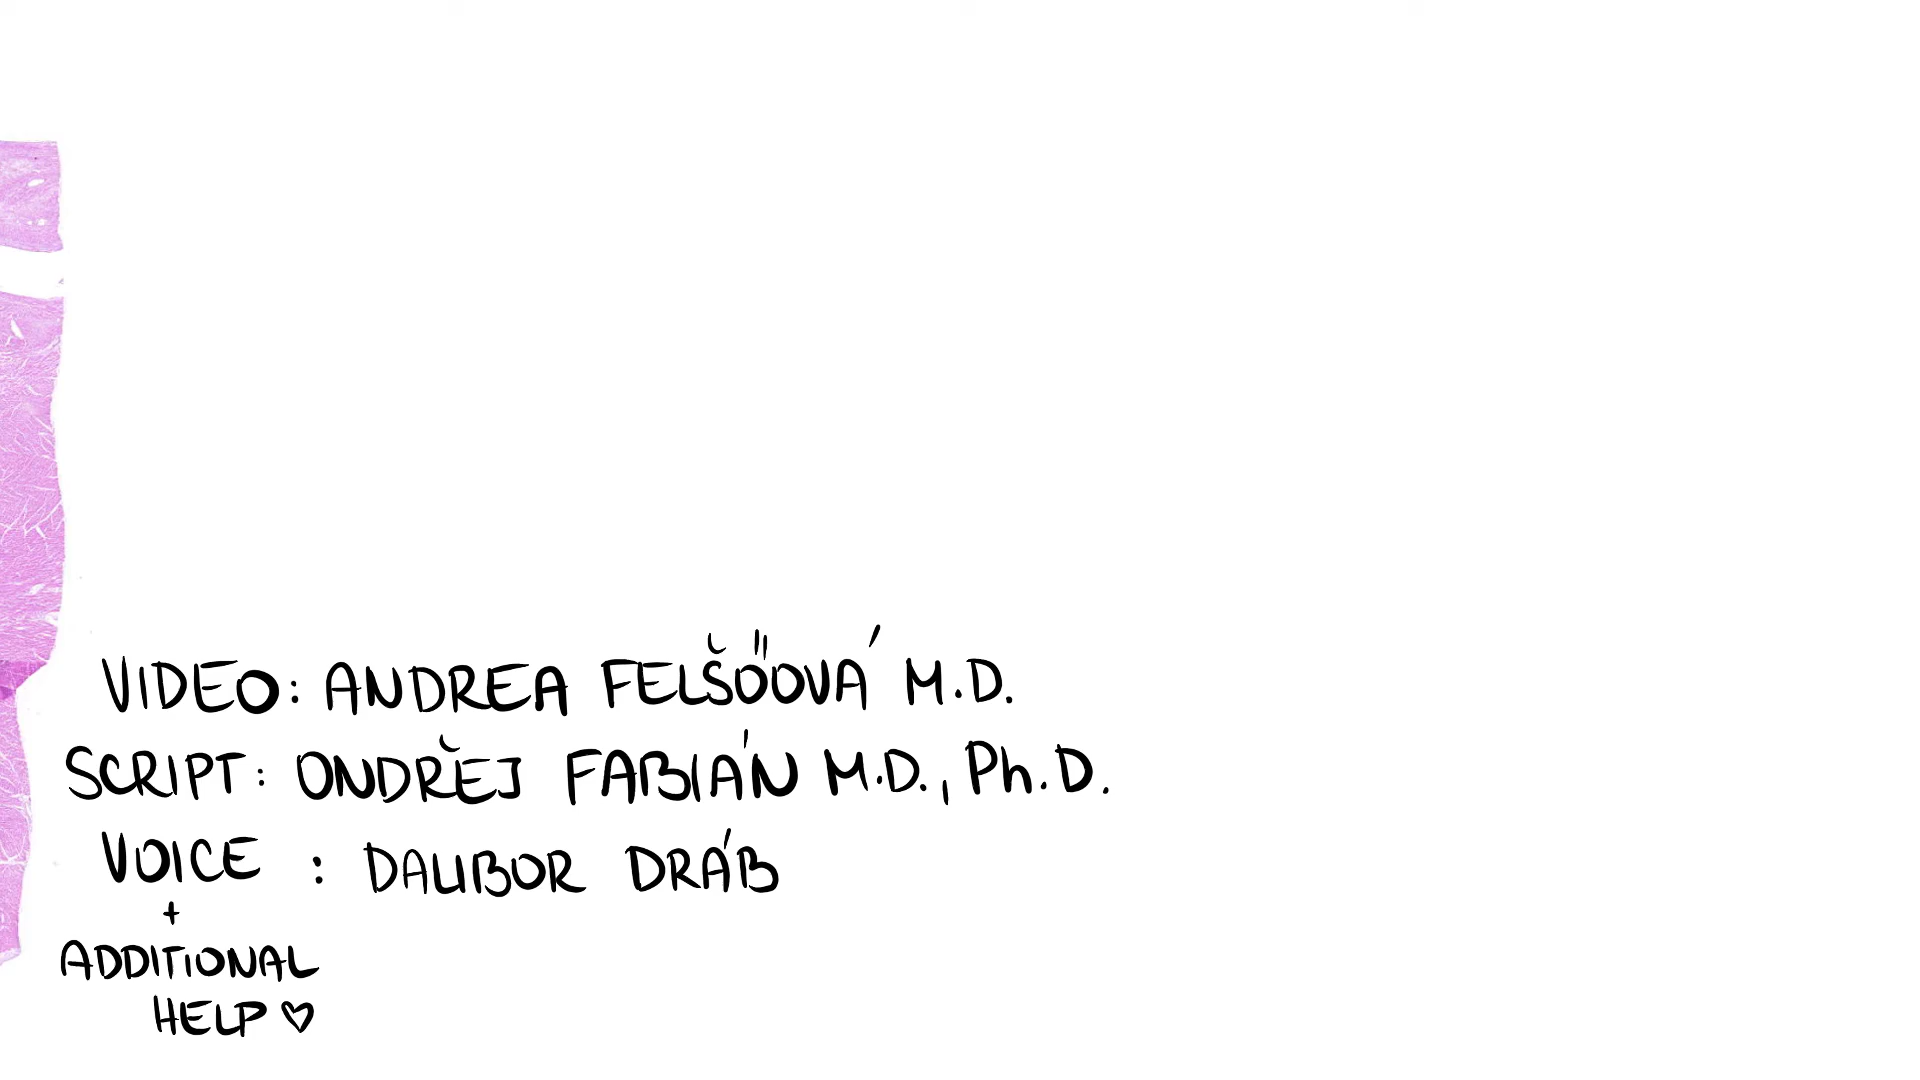 VIDEO: ANDREA FELŠŐOVÁ M.D.
SCRIPT: ONDŘEJ FABIÁN M.D., Ph.D.
VOICE : DALIBOR DRÁB
+
ADDITIONAL
HELP ♡